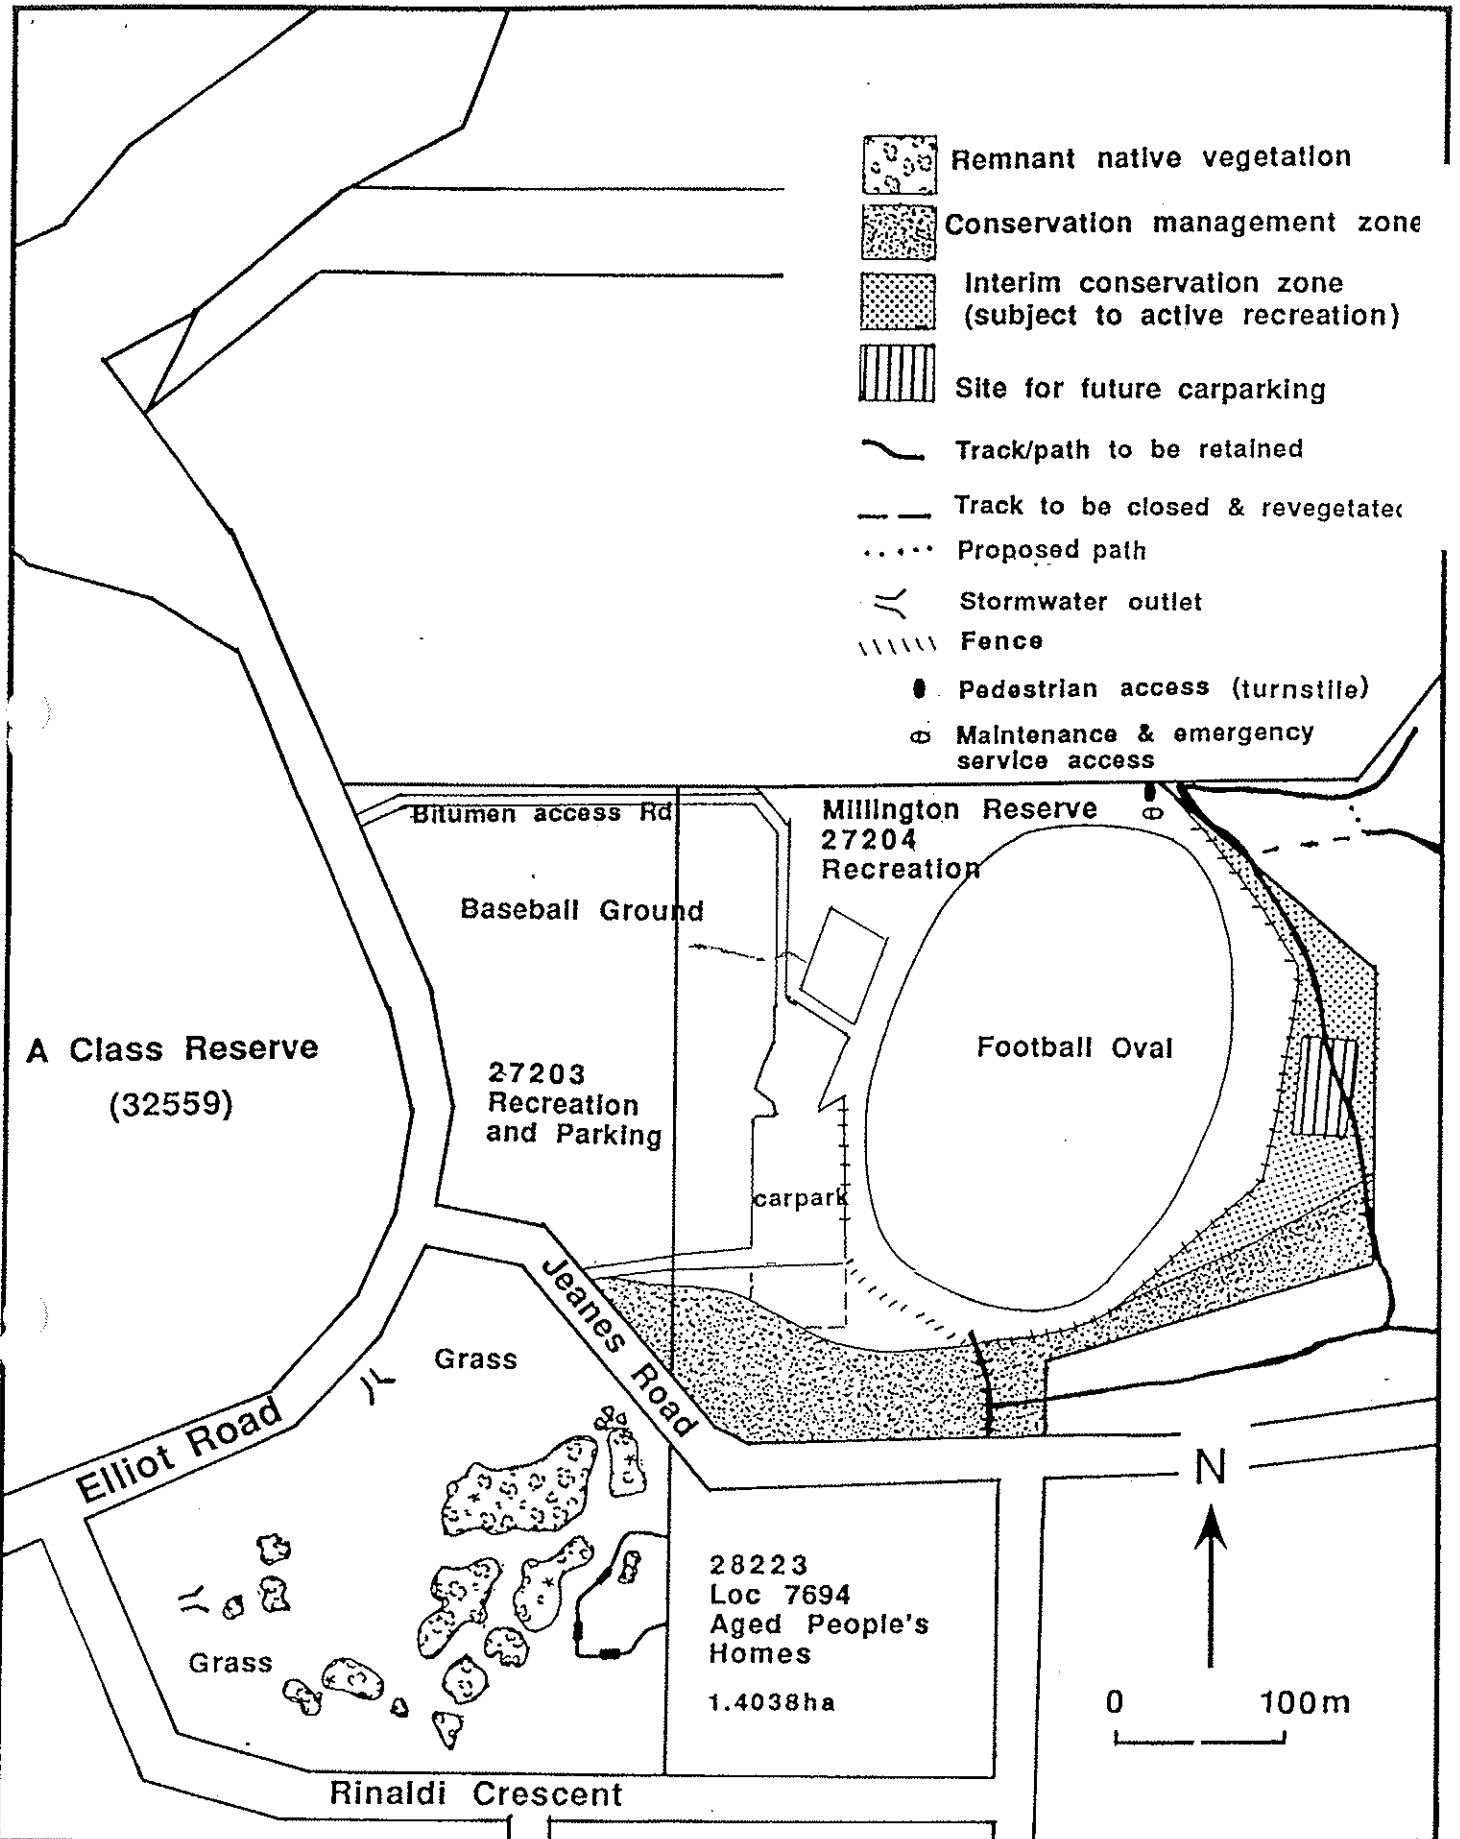 Remnant native vegetation
Conservation management zone
Interim conservation zone
(subject to active recreation)
Site for future carparking
Track/path to be retained
Track to be closed & revegetated
Proposed path
Stormwater outlet
Fence
Pedestrian access (turnstile)
Maintenance & emergency
service access
Bitumen access Rd
Millington Reserve
27204
Recreation
Baseball Ground
Football Oval
A Class Reserve
(32559)
27203
Recreation
and Parking
carpark
Jeanes Road
Grass
Elliot Road
N
28223
Loc 7694
Aged People's
Homes
1.4038ha
Grass
0 100m
Rinaldi Crescent